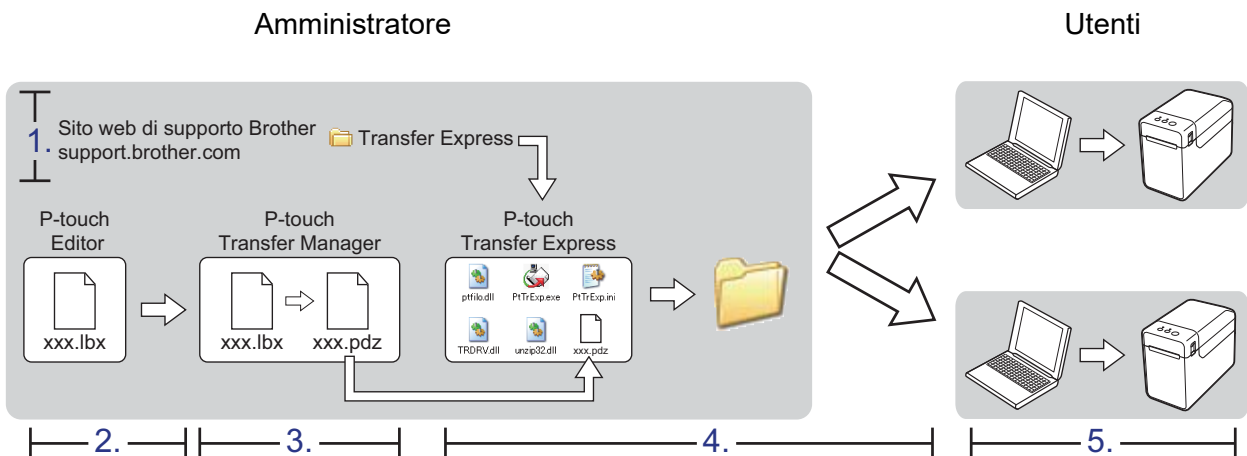 Amministratore
Utenti
1.
Sito web di supporto Brother
support.brother.com
Transfer Express
P-touch
Editor
xxx.lbx
P-touch
Transfer Manager
xxx.lbx
xxx.pdz
P-touch
Transfer Express
ptfilo.dll
PtTrExp.exe
PtTrExp.ini
TRDRV.dll
unzip32.dll
xxx.pdz
2.
3.
4.
5.